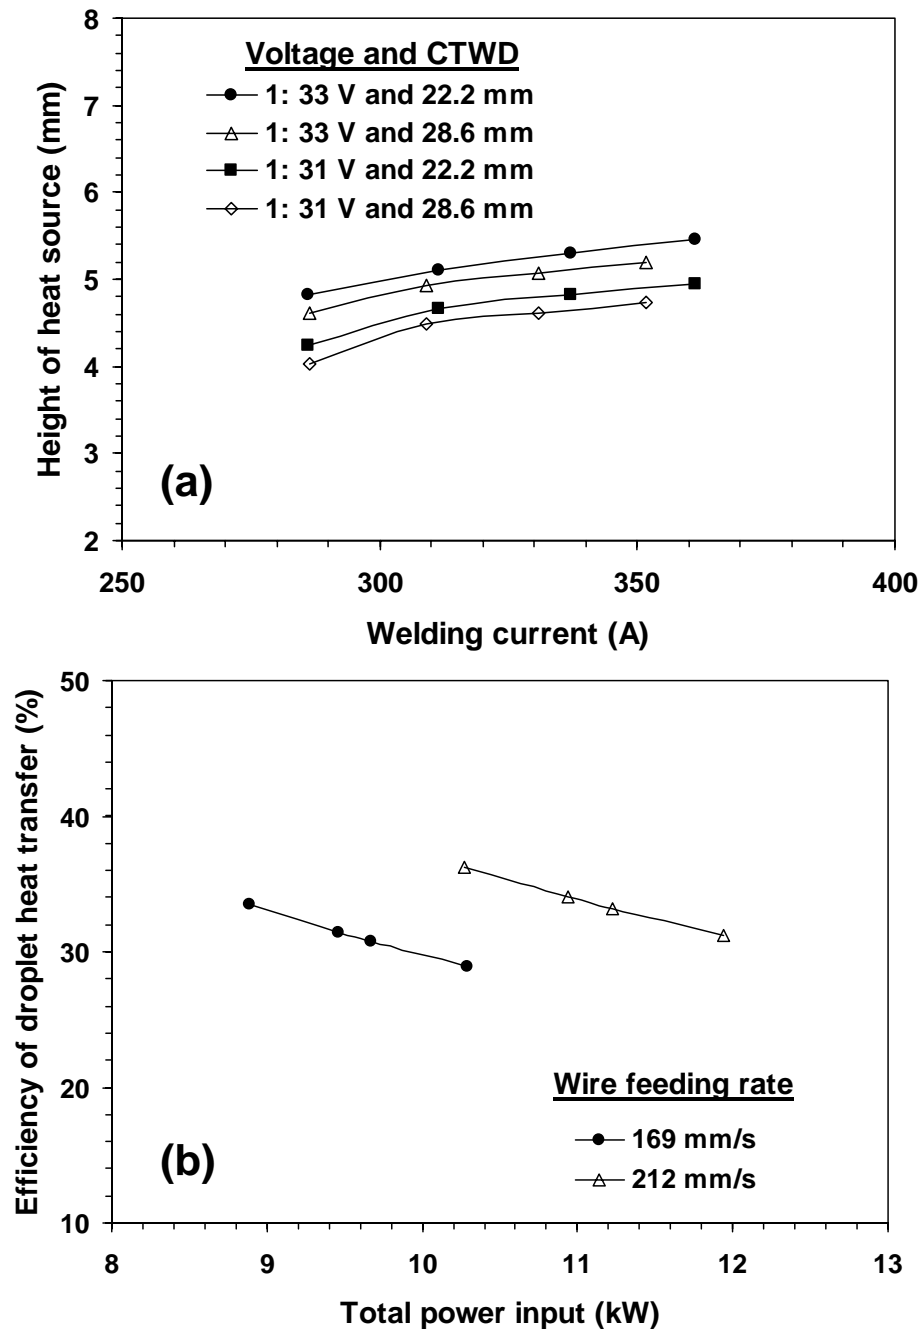 8
7
6
5
4
3
2
Height of heat source (mm)
Voltage and CTWD
1: 33 V and 22.2 mm
1: 33 V and 28.6 mm
1: 31 V and 22.2 mm
1: 31 V and 28.6 mm
(a)
250 300 350 400
Welding current (A)
50
40
30
20
10
Efficiency of droplet heat transfer (%)
Wire feeding rate
169 mm/s
212 mm/s
(b)
8 9 10 11 12 13
Total power input (kW)